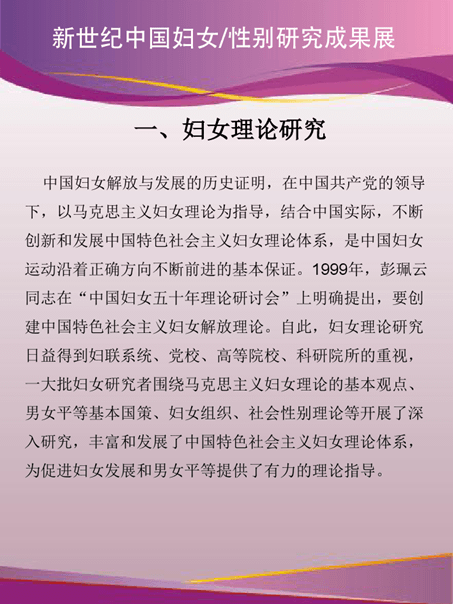 新世纪中国妇女/性别研究成果展
一、妇女理论研究
中国妇女解放与发展的历史证明，在中国共产党的领导
下，以马克思主义妇女理论为指导，结合中国实际，不断
创新和发展中国特色社会主义妇女理论体系，是中国妇女
运动沿着正确方向不断前进的基本保证。1999年，彭珮云
同志在“中国妇女五十年理论研讨会”上明确提出，要创
建中国特色社会主义妇女解放理论。自此，妇女理论研究
日益得到妇联系统、党校、高等院校、科研院所的重视，
一大批妇女研究者围绕马克思主义妇女理论的基本观点、
男女平等基本国策、妇女组织、社会性别理论等开展了深
入研究，丰富和发展了中国特色社会主义妇女理论体系，
为促进妇女发展和男女平等提供了有力的理论指导。